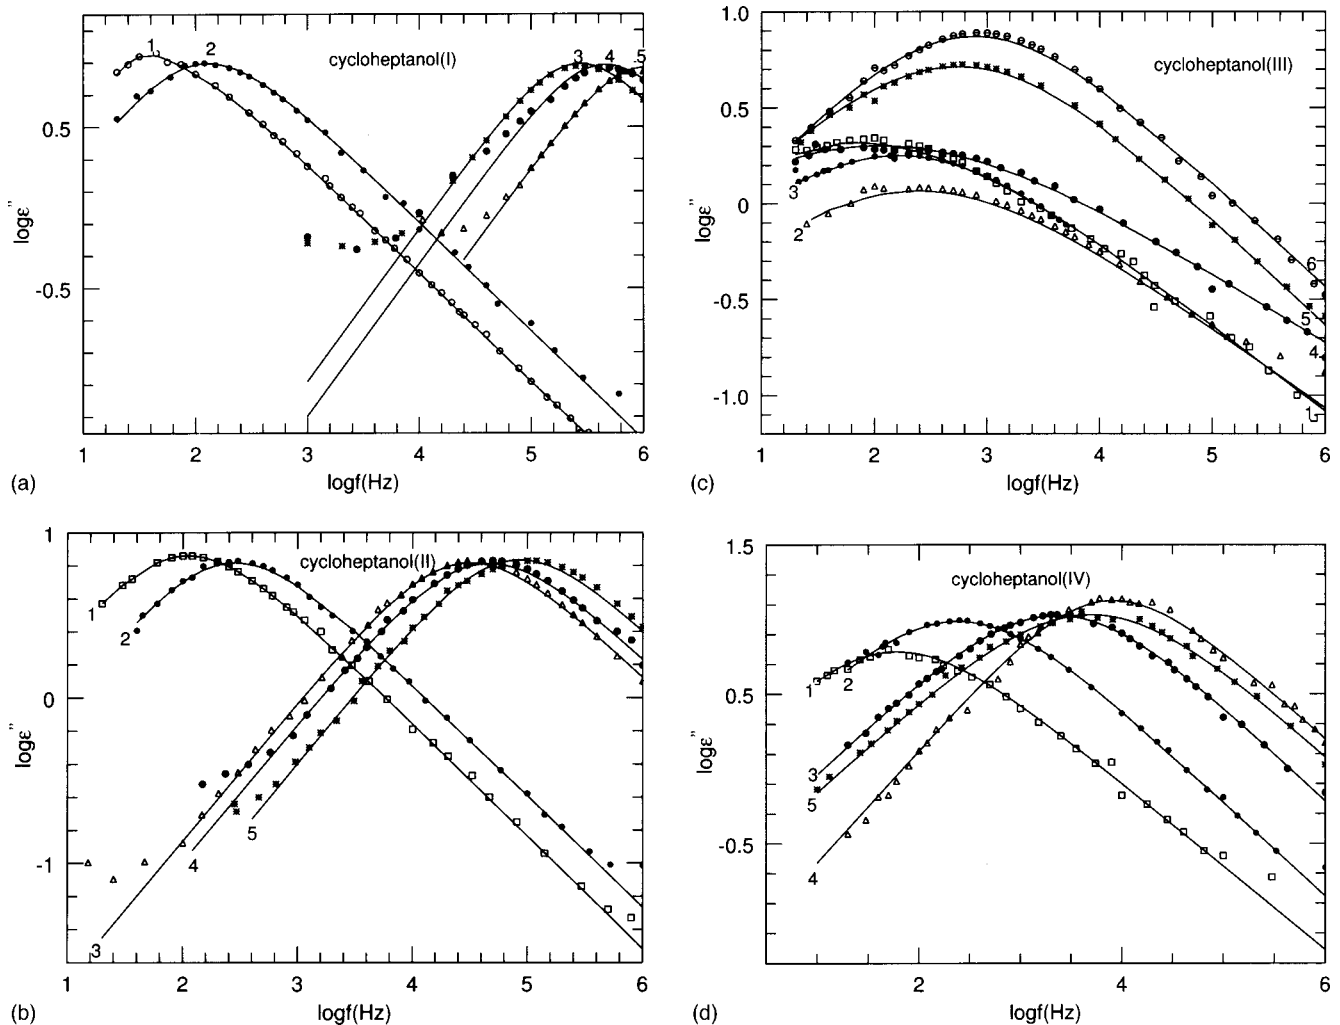 1 2 3 4 5
cycloheptanol(I)
0.5
-0.5
logε"
1 2 3 4 5 6
(a) logf(Hz)
1.0
cycloheptanol(III)
0.5
0
-0.5
-1.0
logε"
3
2
6
5
4
1
1 2 3 4 5 6
(c) logf(Hz)
1
cycloheptanol(II)
0
-1
logε"
1
2
5
4
3
1 2 3 4 5 6
(b) logf(Hz)
1.5
cycloheptanol(IV)
0.5
-0.5
logε"
1 2
3
5
4
2 3 4 5 6
(d) logf(Hz)